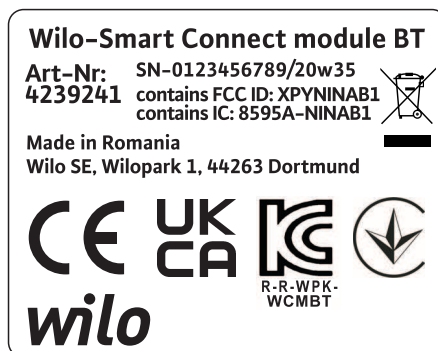 Wilo-Smart Connect module BT
Art-Nr:
4239241
SN-0123456789/20w35
contains FCC ID: XPYNINAB1
contains IC: 8595A-NINAB1
Made in Romania
Wilo SE, Wilopark 1, 44263 Dortmund
CE
UK
CA
R-R-WPK-
WCMBT
wilo